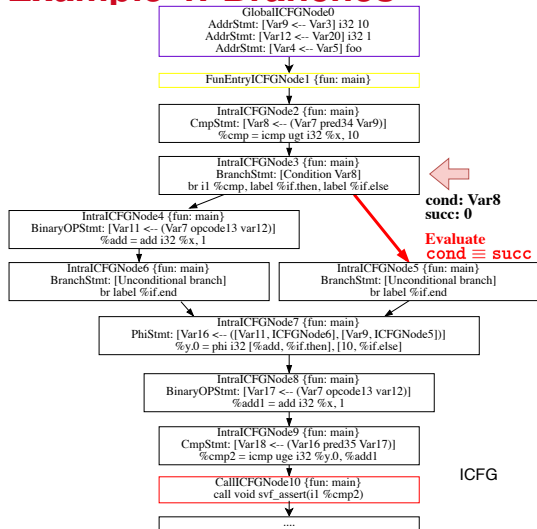 Example 4: Branches
GlobalICFGNode0
AddrStmt: [Var9 <-- Var3] i32 10
AddrStmt: [Var12 <-- Var20] i32 1
AddrStmt: [Var4 <-- Var5] foo
FunEntryICFGNode1 {fun: main}
IntraICFGNode2 {fun: main}
CmpStmt: [Var8 <-- (Var7 pred34 Var9)]
%cmp = icmp ugt i32 %x, 10
IntraICFGNode3 {fun: main}
BranchStmt: [Condition Var8]
br i1 %cmp, label %if.then, label %if.else
cond: Var8
succ: 0
Evaluate
cond ≡ succ
IntraICFGNode4 {fun: main}
BinaryOPStmt: [Var11 <-- (Var7 opcode13 var12)]
%add = add i32 %x, 1
IntraICFGNode6 {fun: main}
BranchStmt: [Unconditional branch]
br label %if.end
IntraICFGNode5 {fun: main}
BranchStmt: [Unconditional branch]
br label %if.end
IntraICFGNode7 {fun: main}
PhiStmt: [Var16 <-- ([Var11, ICFGNode6], [Var9, ICFGNode5])]
%y.0 = phi i32 [%add, %if.then], [10, %if.else]
IntraICFGNode8 {fun: main}
BinaryOPStmt: [Var17 <-- (Var7 opcode13 var12)]
%add1 = add i32 %x, 1
IntraICFGNode9 {fun: main}
CmpStmt: [Var18 <-- (Var16 pred35 Var17)]
%cmp2 = icmp uge i32 %y.0, %add1
ICFG
CallICFGNode10 {fun: main}
call void svf_assert(i1 %cmp2)
....